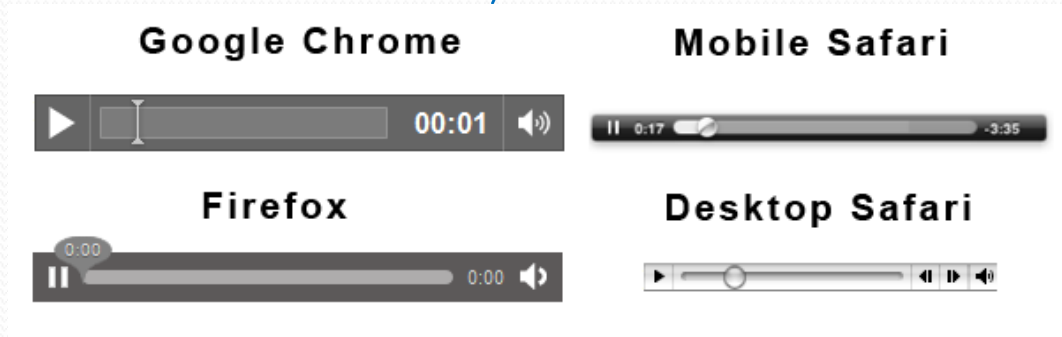 Google Chrome
Mobile Safari
00:01
0:17
-3:35
Firefox
Desktop Safari
0:00
0:00